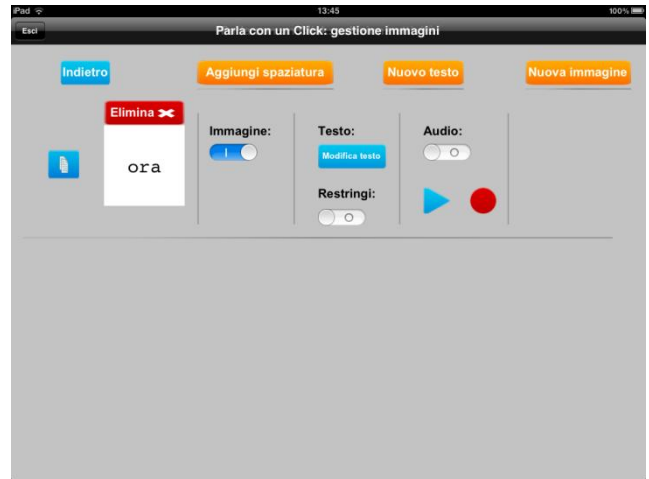 iPad 13:45 100%
Esci Parla con un Click: gestione immagini
Indietro Aggiungi spaziatura Nuovo testo Nuova immagine
Elimina
Immagine: Testo: Audio:
ora
Modifica testo
Restringi: